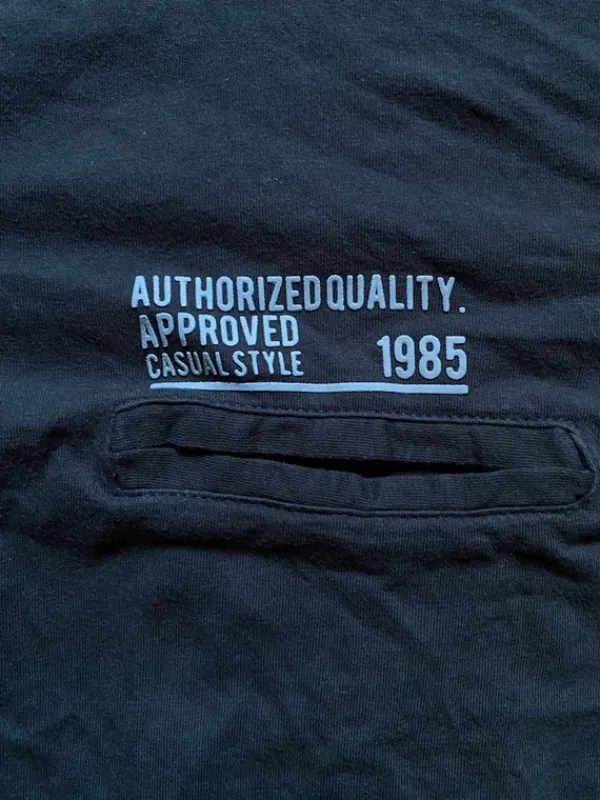 AUTHORIZED QUALITY.
APPROVED
CASUAL STYLE 1985